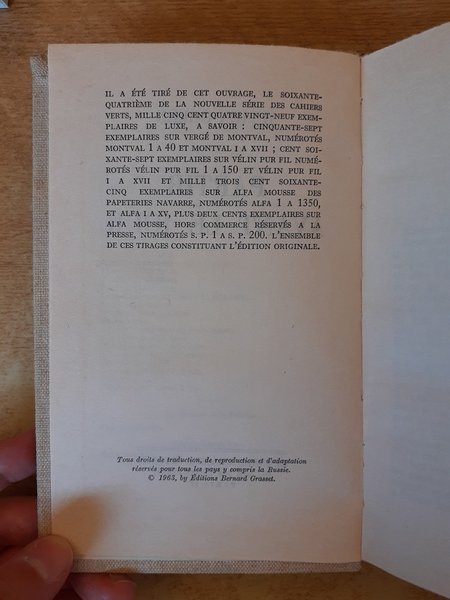 IL A ÉTÉ TIRÉ DE CET OUVRAGE, LE SOIXANTE-
QUATRIÈME DE LA NOUVELLE SÉRIE DES CAHIERS
VERTS, MILLE CINQ CENT QUATRE VINGT-NEUF EXEM-
PLAIRES DE LUXE, A SAVOIR : CINQUANTE-SEPT
EXEMPLAIRES SUR VERGÉ DE MONTVAL, NUMÉROTÉS
MONTVAL 1 A 40 ET MONTVAL I A XVII ; CENT SOI-
XANTE-SEPT EXEMPLAIRES SUR VÉLIN PUR FIL NUMÉ-
ROTÉS VÉLIN PUR FIL 1 A 150 ET VÉLIN PUR FIL
I A XVII ET MILLE TROIS CENT SOIXANTE-
CINQ EXEMPLAIRES SUR ALFA MOUSSE DES
PAPETERIES NAVARRE, NUMÉROTÉS ALFA 1 A 1350,
ET ALFA I A XV, PLUS DEUX CENTS EXEMPLAIRES SUR
ALFA MOUSSE, HORS COMMERCE RÉSERVÉS A LA
PRESSE, NUMÉROTÉS S. P. 1 A S. P. 200. L'ENSEMBLE
DE CES TIRAGES CONSTITUANT L'ÉDITION ORIGINALE.
Tous droits de traduction, de reproduction et d'adaptation
réservés pour tous les pays y compris la Russie.
© 1963, by Éditions Bernard Grasset.